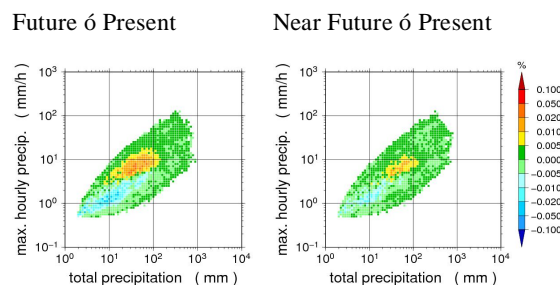 Future ó Present
Near Future ó Present
max. hourly precip. ( mm/h )
10³
10²
10¹
10⁰
10⁻¹
10⁰ 10¹ 10² 10³ 10⁴
total precipitation ( mm )
max. hourly precip. ( mm/h )
10³
10²
10¹
10⁰
10⁻¹
10⁰ 10¹ 10² 10³ 10⁴
total precipitation ( mm )
%
0.100
0.050
0.020
0.010
0.005
0.000
−0.005
−0.010
−0.020
−0.050
−0.100